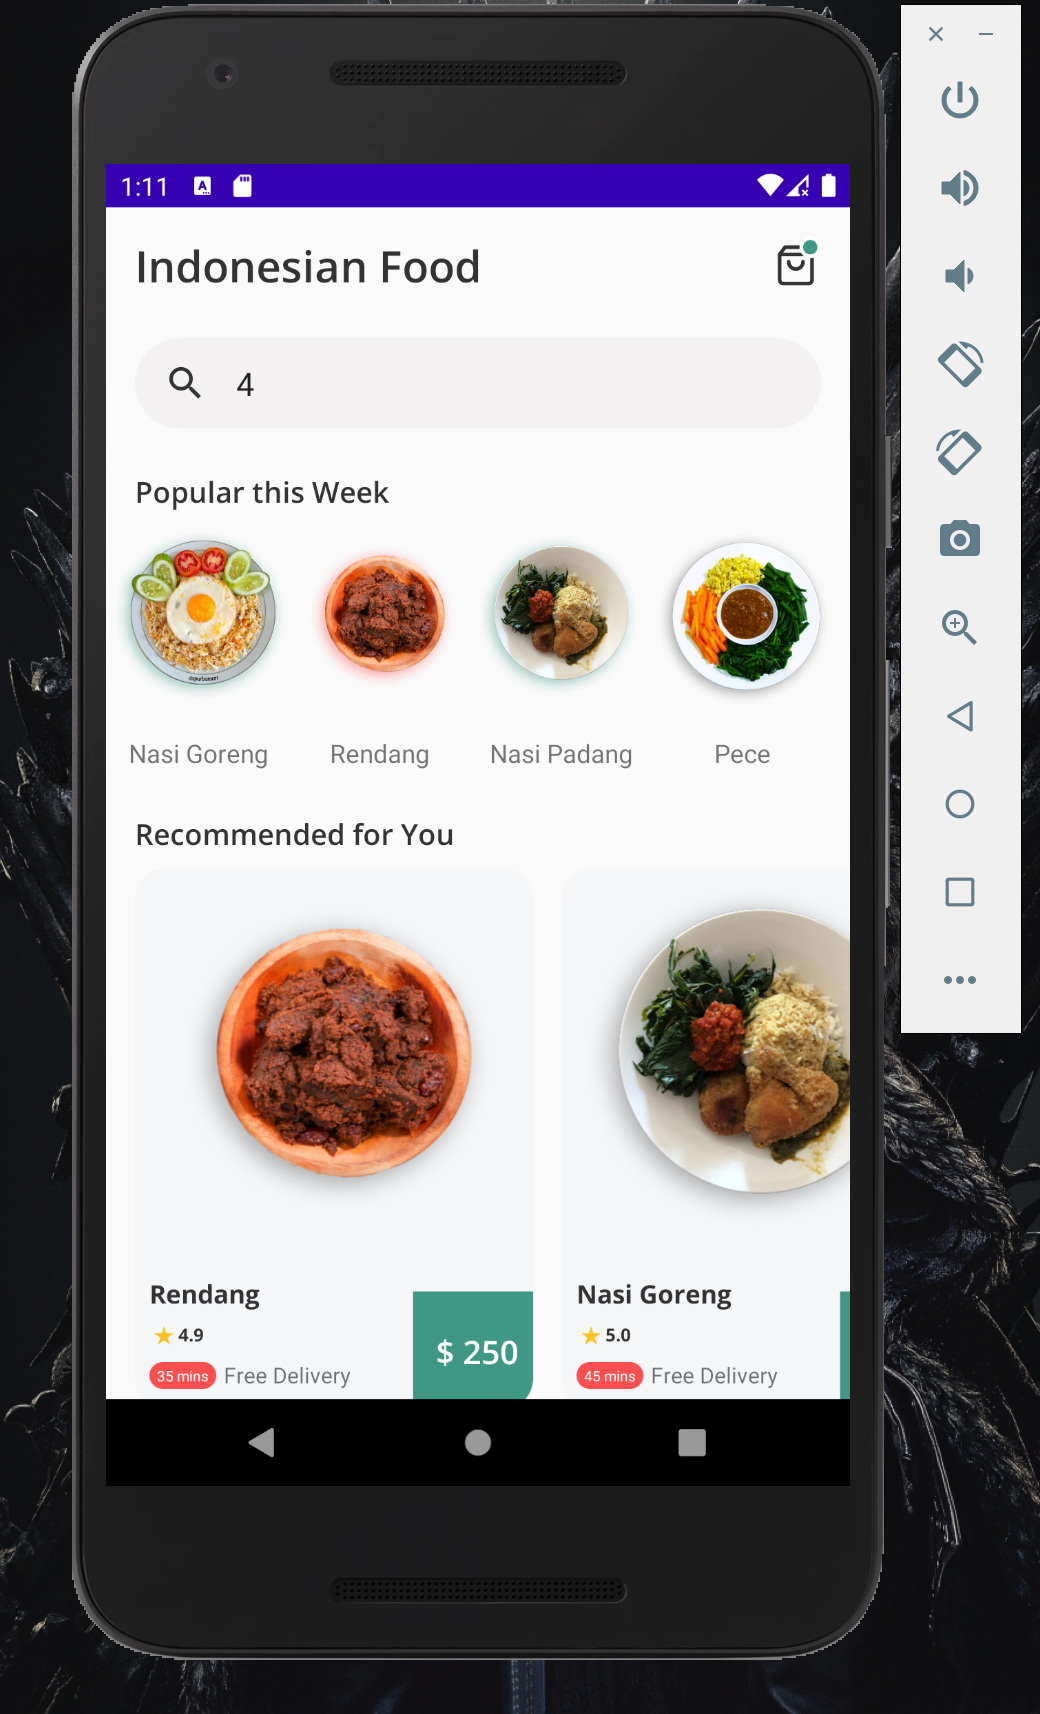 1:11
Indonesian Food
4
Popular this Week
Nasi Goreng Rendang Nasi Padang Pece
Recommended for You
Rendang
4.9
35 mins Free Delivery
$ 250
Nasi Goreng
5.0
45 mins Free Delivery